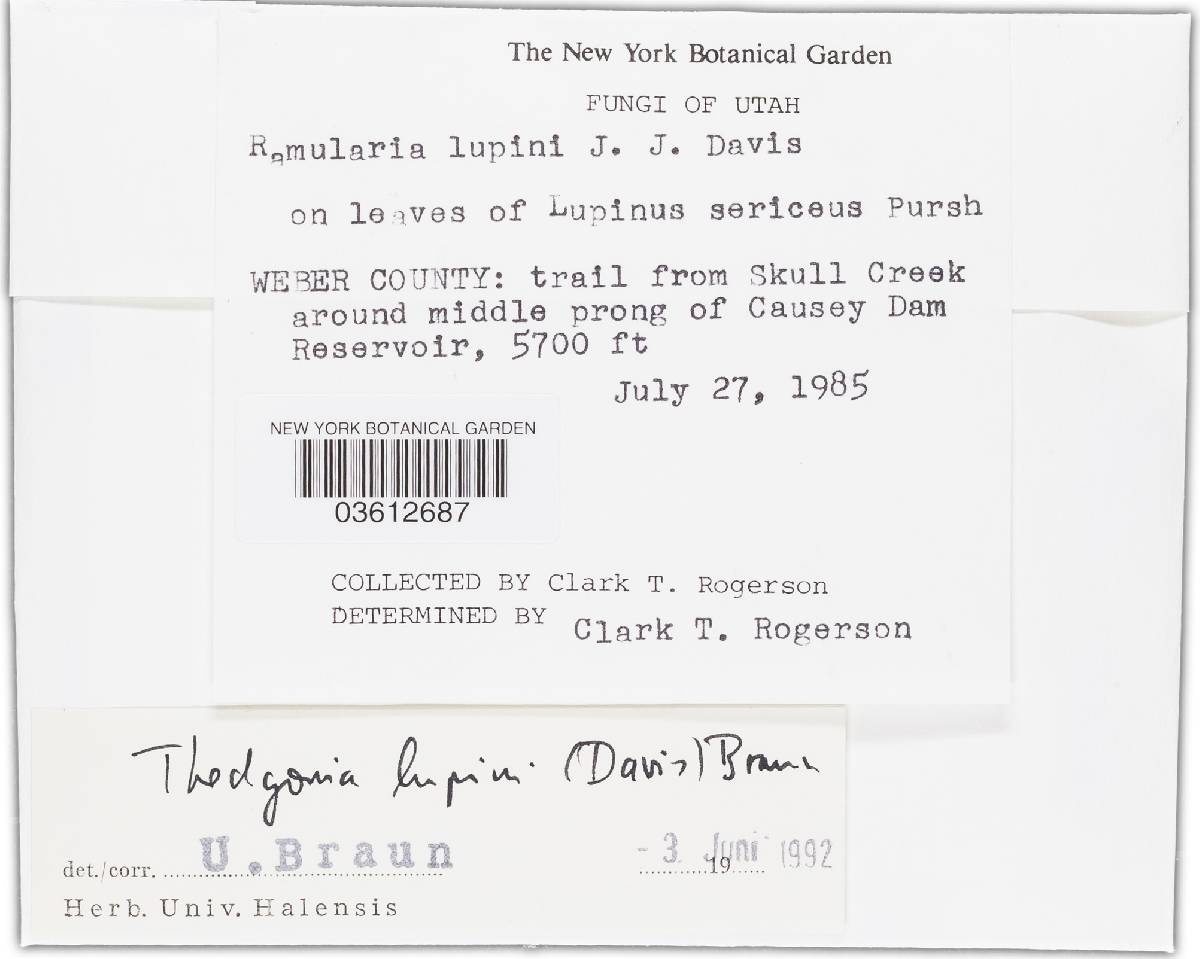 The New York Botanical Garden
FUNGI OF UTAH
Ramularia lupini J. J. Davis
on leaves of Lupinus sericeus Pursh
WEBER COUNTY: trail from Skull Creek
around middle prong of Causey Dam
Reservoir, 5700 ft
July 27, 1985
NEW YORK BOTANICAL GARDEN
03612687
COLLECTED BY Clark T. Rogerson
DETERMINED BY Clark T. Rogerson
Thedgonia lupini (Davis) Braun
det./corr. U.Braun - 3. Juni 1992 19
Herb. Univ. Halensis